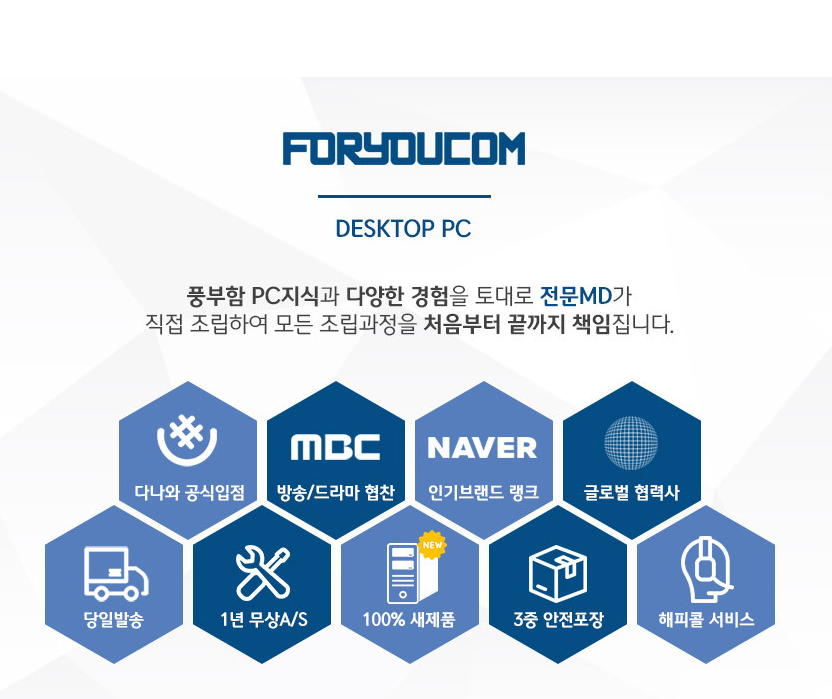 FORYOUCOM
DESKTOP PC
풍부함 PC지식과 다양한 경험을 토대로 전문MD가
직접 조립하여 모든 조립과정을 처음부터 끝까지 책임집니다.
다나와 공식입점
MBC
방송/드라마 협찬
NAVER
인기브랜드 랭크
글로벌 협력사
당일발송
1년 무상A/S
NEW
100% 새제품
3중 안전포장
해피콜 서비스